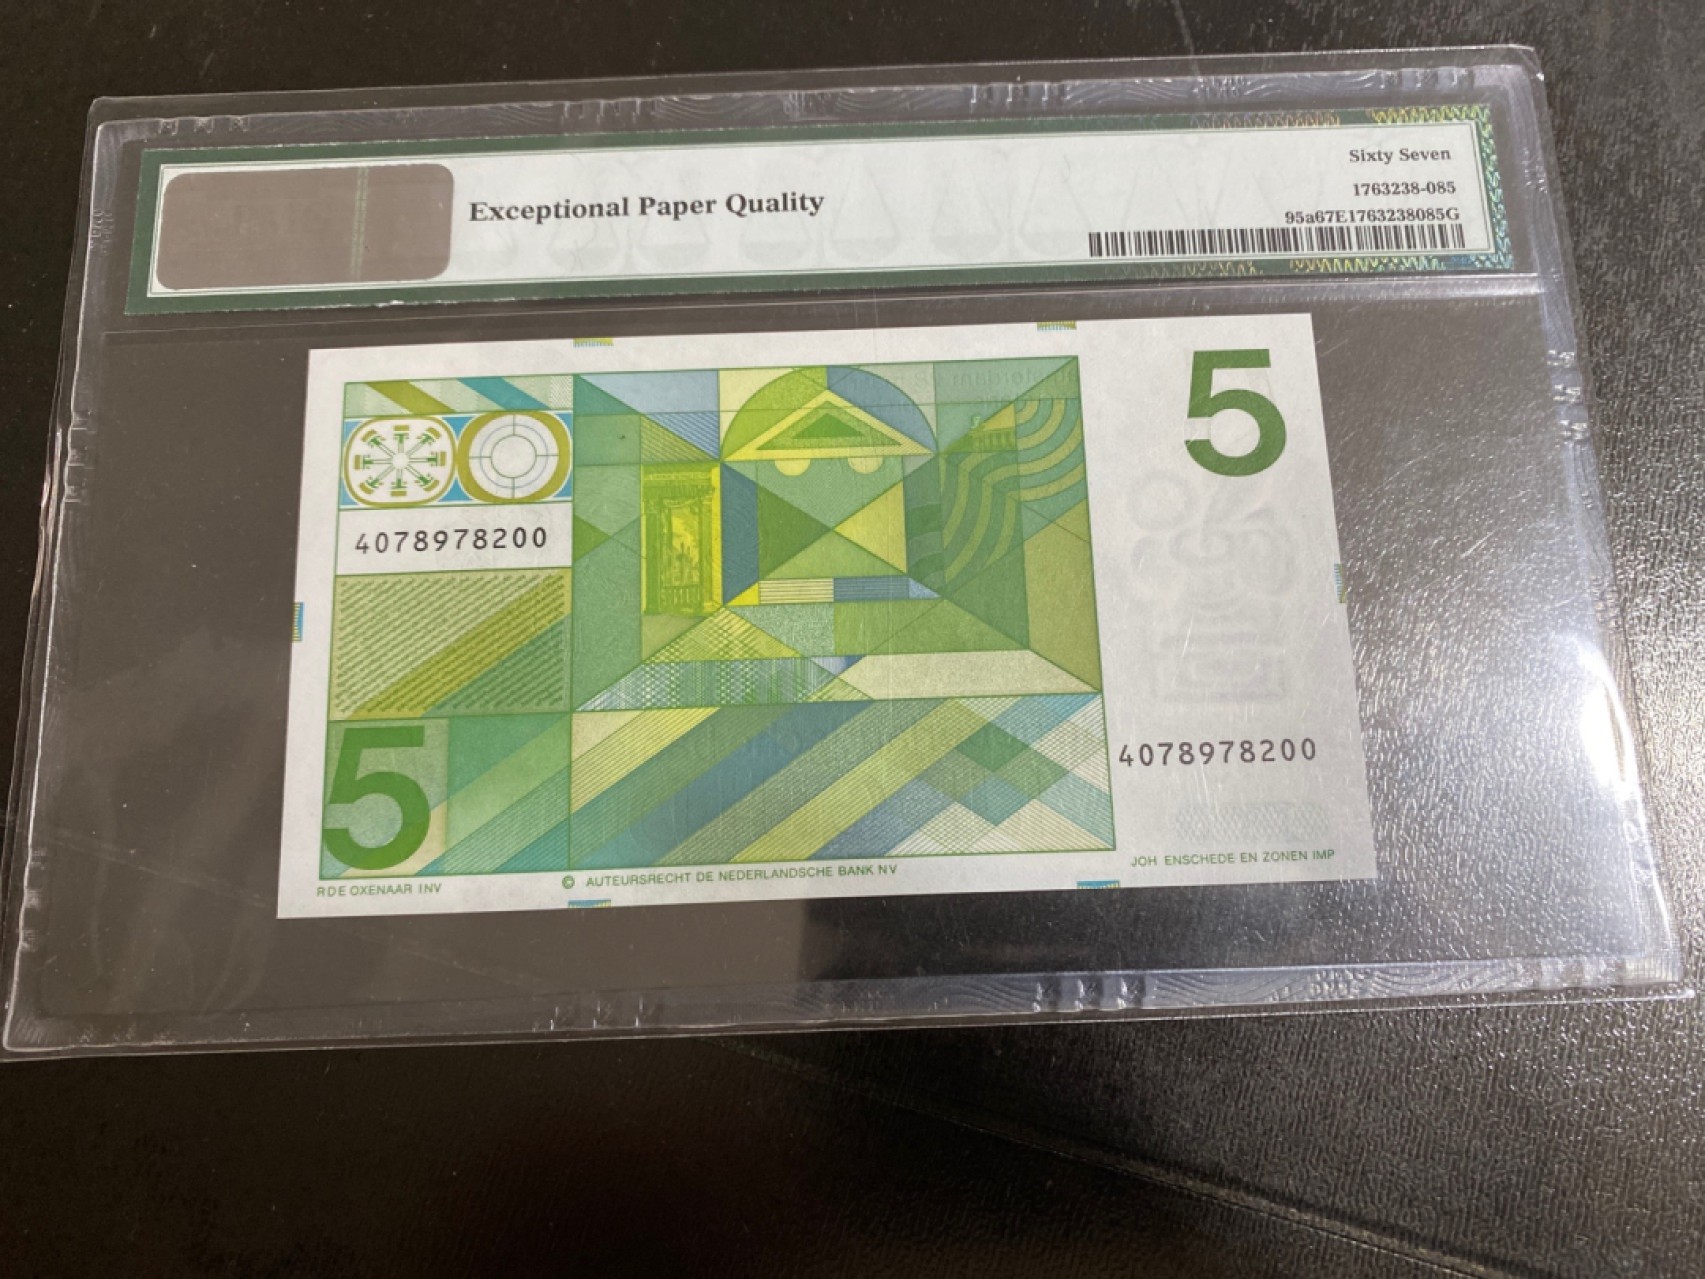 Exceptional Paper Quality
Sixty Seven
1763238-085
95a67E1763238085G
5
4078978200
5
4078978200
R D E OXENAAR INV
© AUTEURSRECHT DE NEDERLANDSCHE BANK NV
JOH ENSCHEDE EN ZONEN IMP